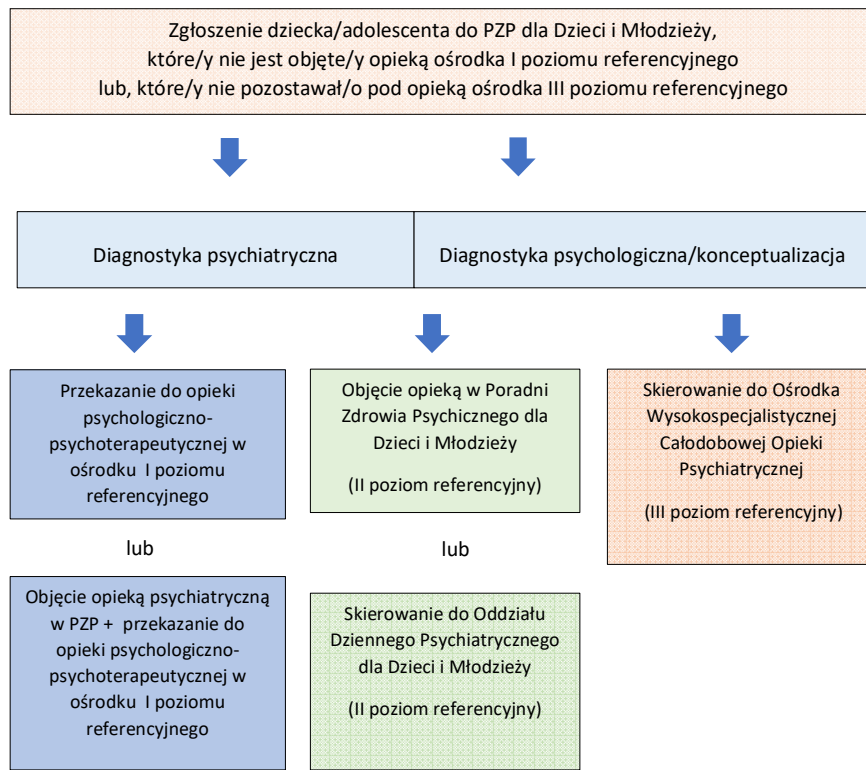 Zgłoszenie dziecka/adolescenta do PZP dla Dzieci i Młodzieży,
które/y nie jest objęte/y opieką ośrodka I poziomu referencyjnego
lub, które/y nie pozostawał/o pod opieką ośrodka III poziomu referencyjnego
Diagnostyka psychiatryczna
Diagnostyka psychologiczna/konceptualizacja
Przekazanie do opieki
psychologiczno-
psychoterapeutycznej w
ośrodku I poziomu
referencyjnego
lub
Objęcie opieką psychiatryczną
w PZP + przekazanie do
opieki psychologiczno-
psychoterapeutycznej w
ośrodku I poziomu
referencyjnego
Objęcie opieką w Poradni
Zdrowia Psychicznego dla
Dzieci i Młodzieży
(II poziom referencyjny)
lub
Skierowanie do Oddziału
Dziennego Psychiatrycznego
dla Dzieci i Młodzieży
(II poziom referencyjny)
Skierowanie do Ośrodka
Wysokospecjalistycznej
Całodobowej Opieki
Psychiatrycznej
(III poziom referencyjny)